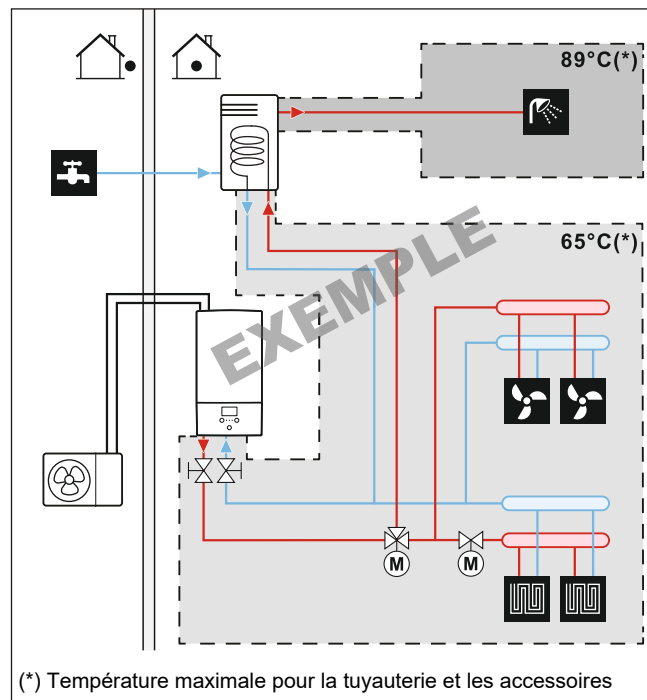 89°C(*)
65°C(*)
EXEMPLE
M
M
(*) Température maximale pour la tuyauterie et les accessoires